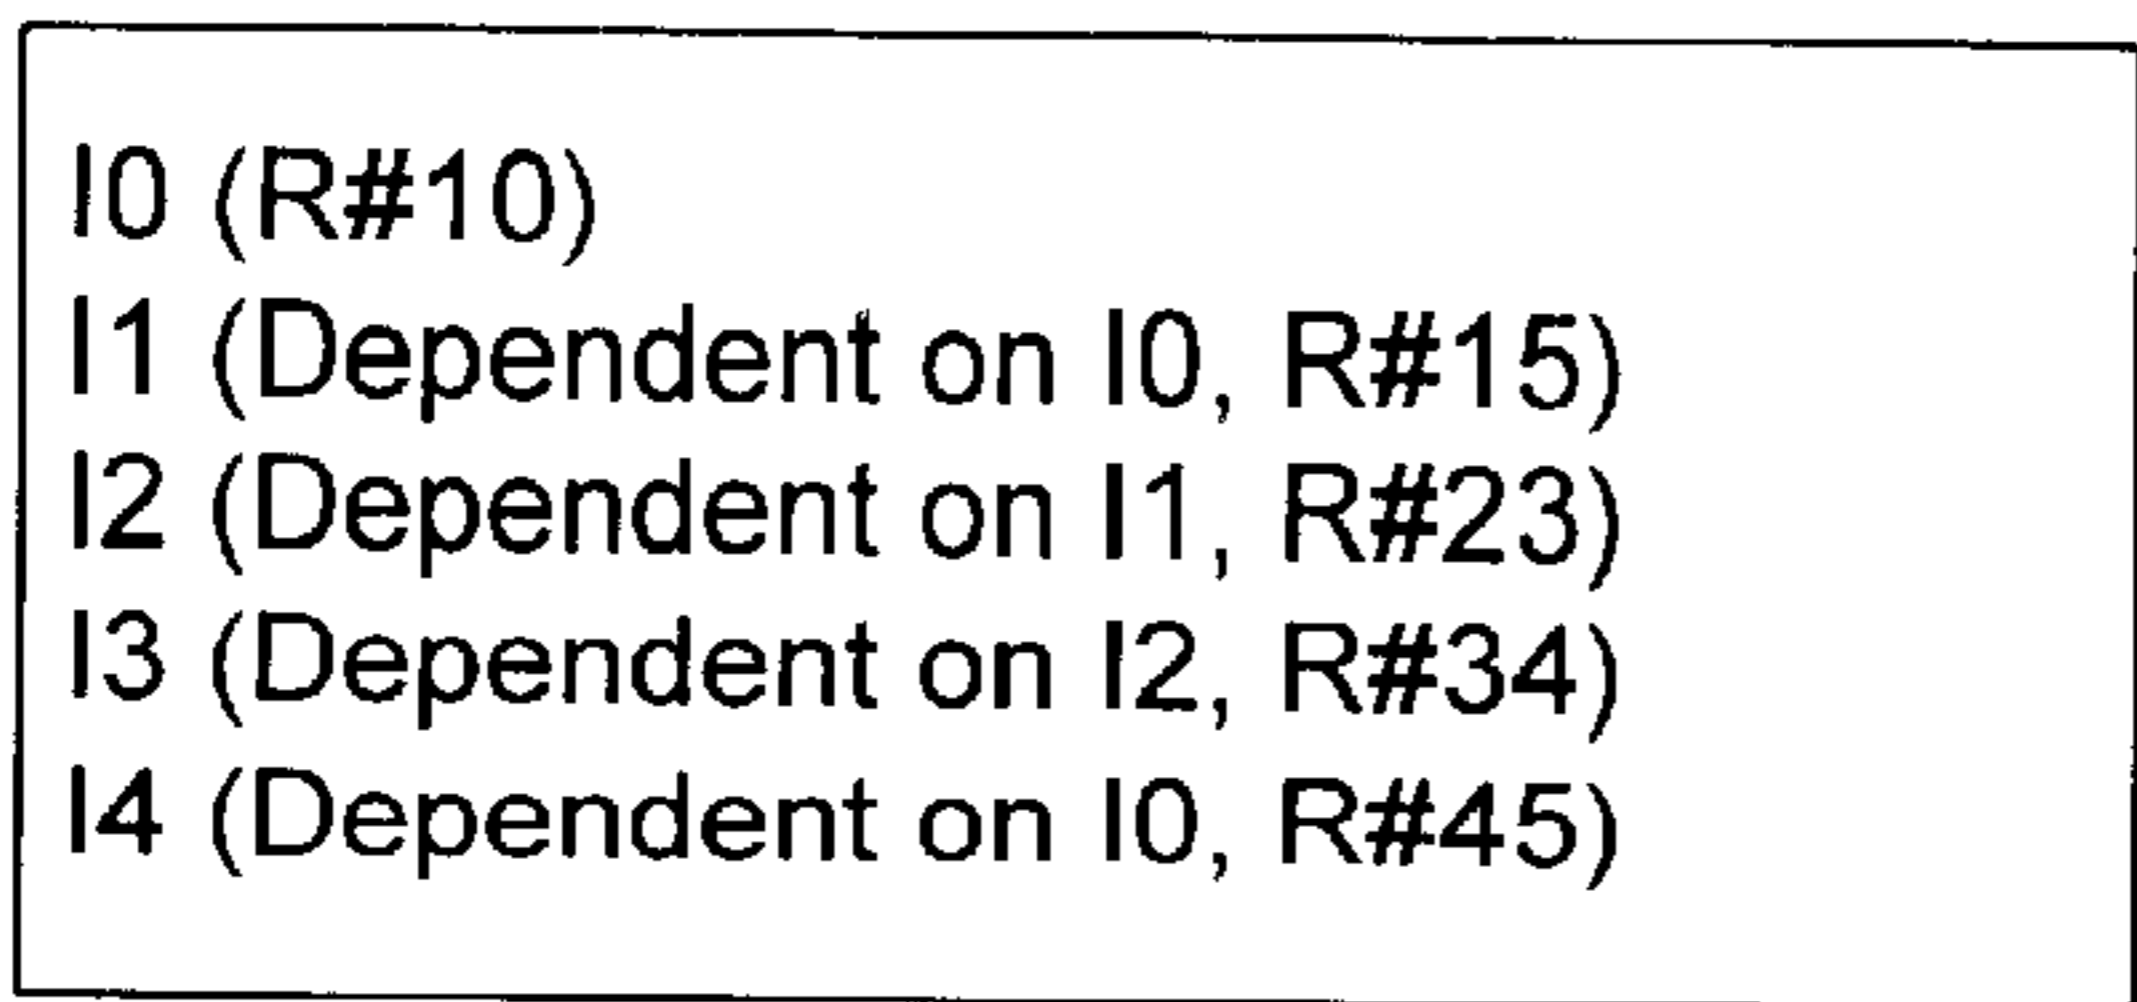 I0 (R#10)
I1 (Dependent on I0, R#15)
I2 (Dependent on I1, R#23)
I3 (Dependent on I2, R#34)
I4 (Dependent on I0, R#45)